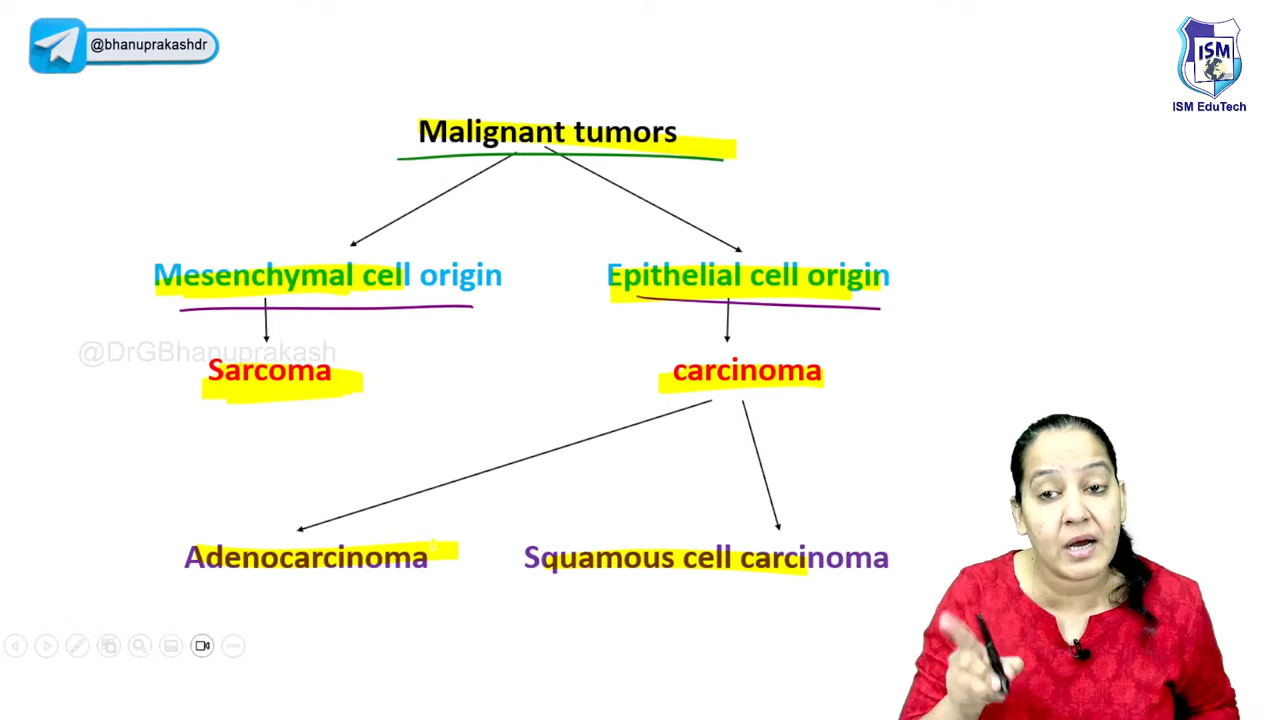 @bhanuprakashdr
ISM
ISM EduTech
Malignant tumors
Mesenchymal cell origin
Epithelial cell origin
@DrGBhanuprakash
Sarcoma
carcinoma
Adenocarcinoma
Squamous cell carcinoma